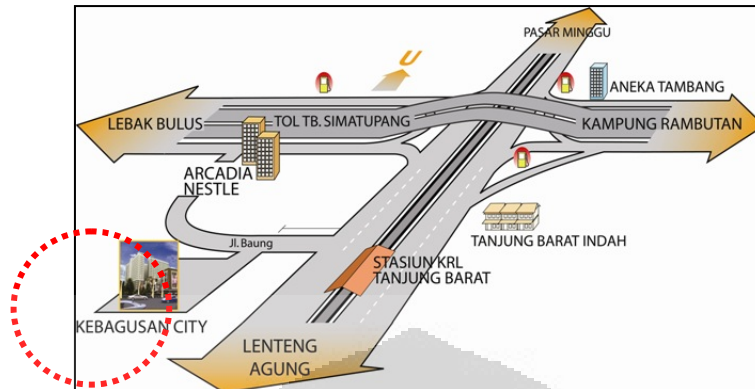 PASAR MINGGU
U
ANEKA TAMBANG
LEBAK BULUS
TOL TB. SIMATUPANG
KAMPUNG RAMBUTAN
ARCADIA
NESTLE
Jl. Baung
TANJUNG BARAT INDAH
STASIUN KRL
TANJUNG BARAT
KEBAGUSAN CITY
LENTENG
AGUNG